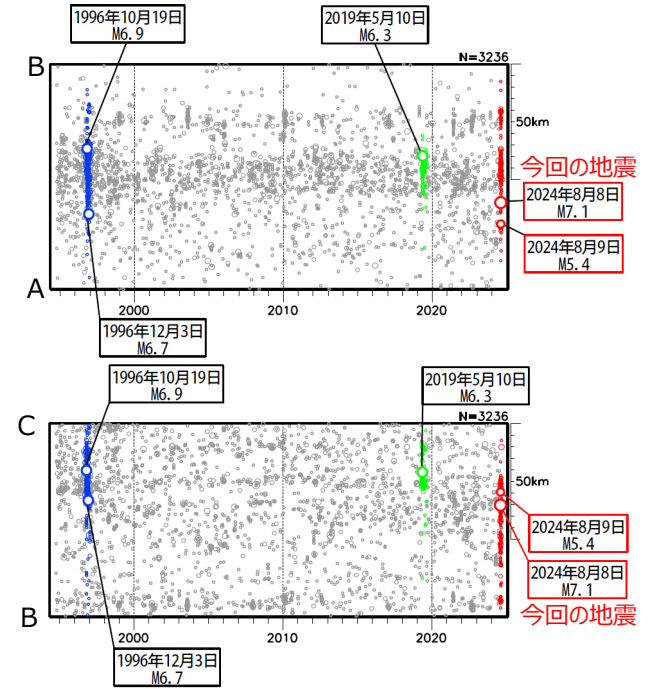 1996年10月19日
M6.9
2019年5月10日
M6.3
N=3236
B
50km
今回の地震
2024年8月8日
M7.1
2024年8月9日
M5.4
A
2000
2010
2020
1996年12月3日
M6.7
1996年10月19日
M6.9
2019年5月10日
M6.3
C
N=3236
50km
2024年8月9日
M5.4
2024年8月8日
M7.1
今回の地震
B
2000
2010
2020
1996年12月3日
M6.7